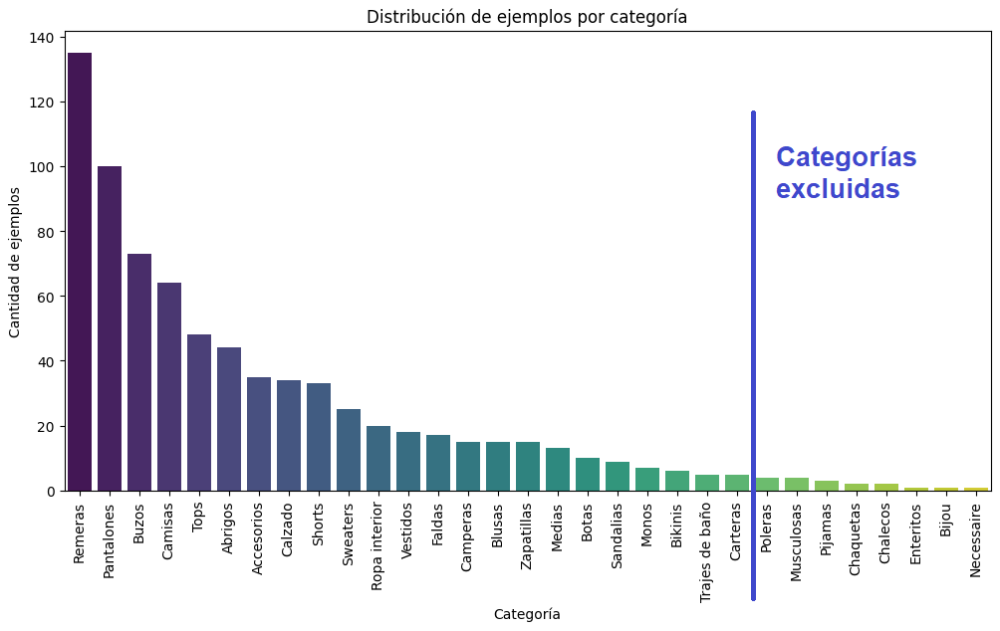 Distribución de ejemplos por categoría
Cantidad de ejemplos
140
120
100
80
60
40
20
0
Categorías
excluidas
Remeras
Pantalones
Buzos
Camisas
Tops
Abrigos
Accesorios
Calzado
Shorts
Sweaters
Ropa interior
Vestidos
Faldas
Camperas
Blusas
Zapatillas
Medias
Botas
Sandalias
Monos
Bikinis
Trajes de baño
Carteras
Poleras
Musculosas
Pijamas
Chaquetas
Chalecos
Enteritos
Bijou
Necessaire
Categoría